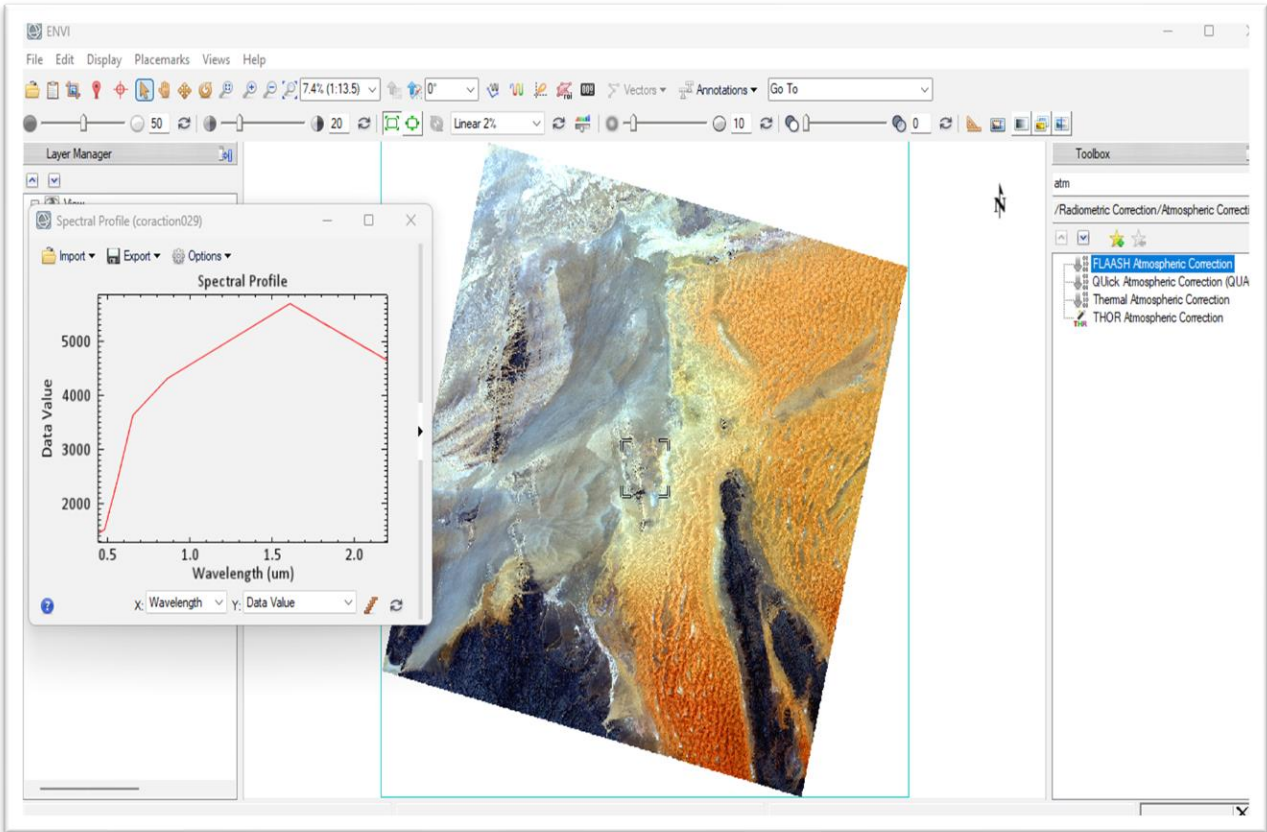 ENVI
File Edit Display Placemarks Views Help
7.4% (1:13.5) 0° Vectors Annotations Go To
50 20 Linear 2% 10 0
Layer Manager
View
Spectral Profile (coraction029)
Import Export Options
Spectral Profile
5000
4000
3000
2000
Data Value
0.5 1.0 1.5 2.0
Wavelength (um)
X: Wavelength Y: Data Value
N
Toolbox
atm
/Radiometric Correction/Atmospheric Correcti
FLAASH Atmospheric Correction
QUick Atmospheric Correction (QUA
Thermal Atmospheric Correction
THOR Atmospheric Correction